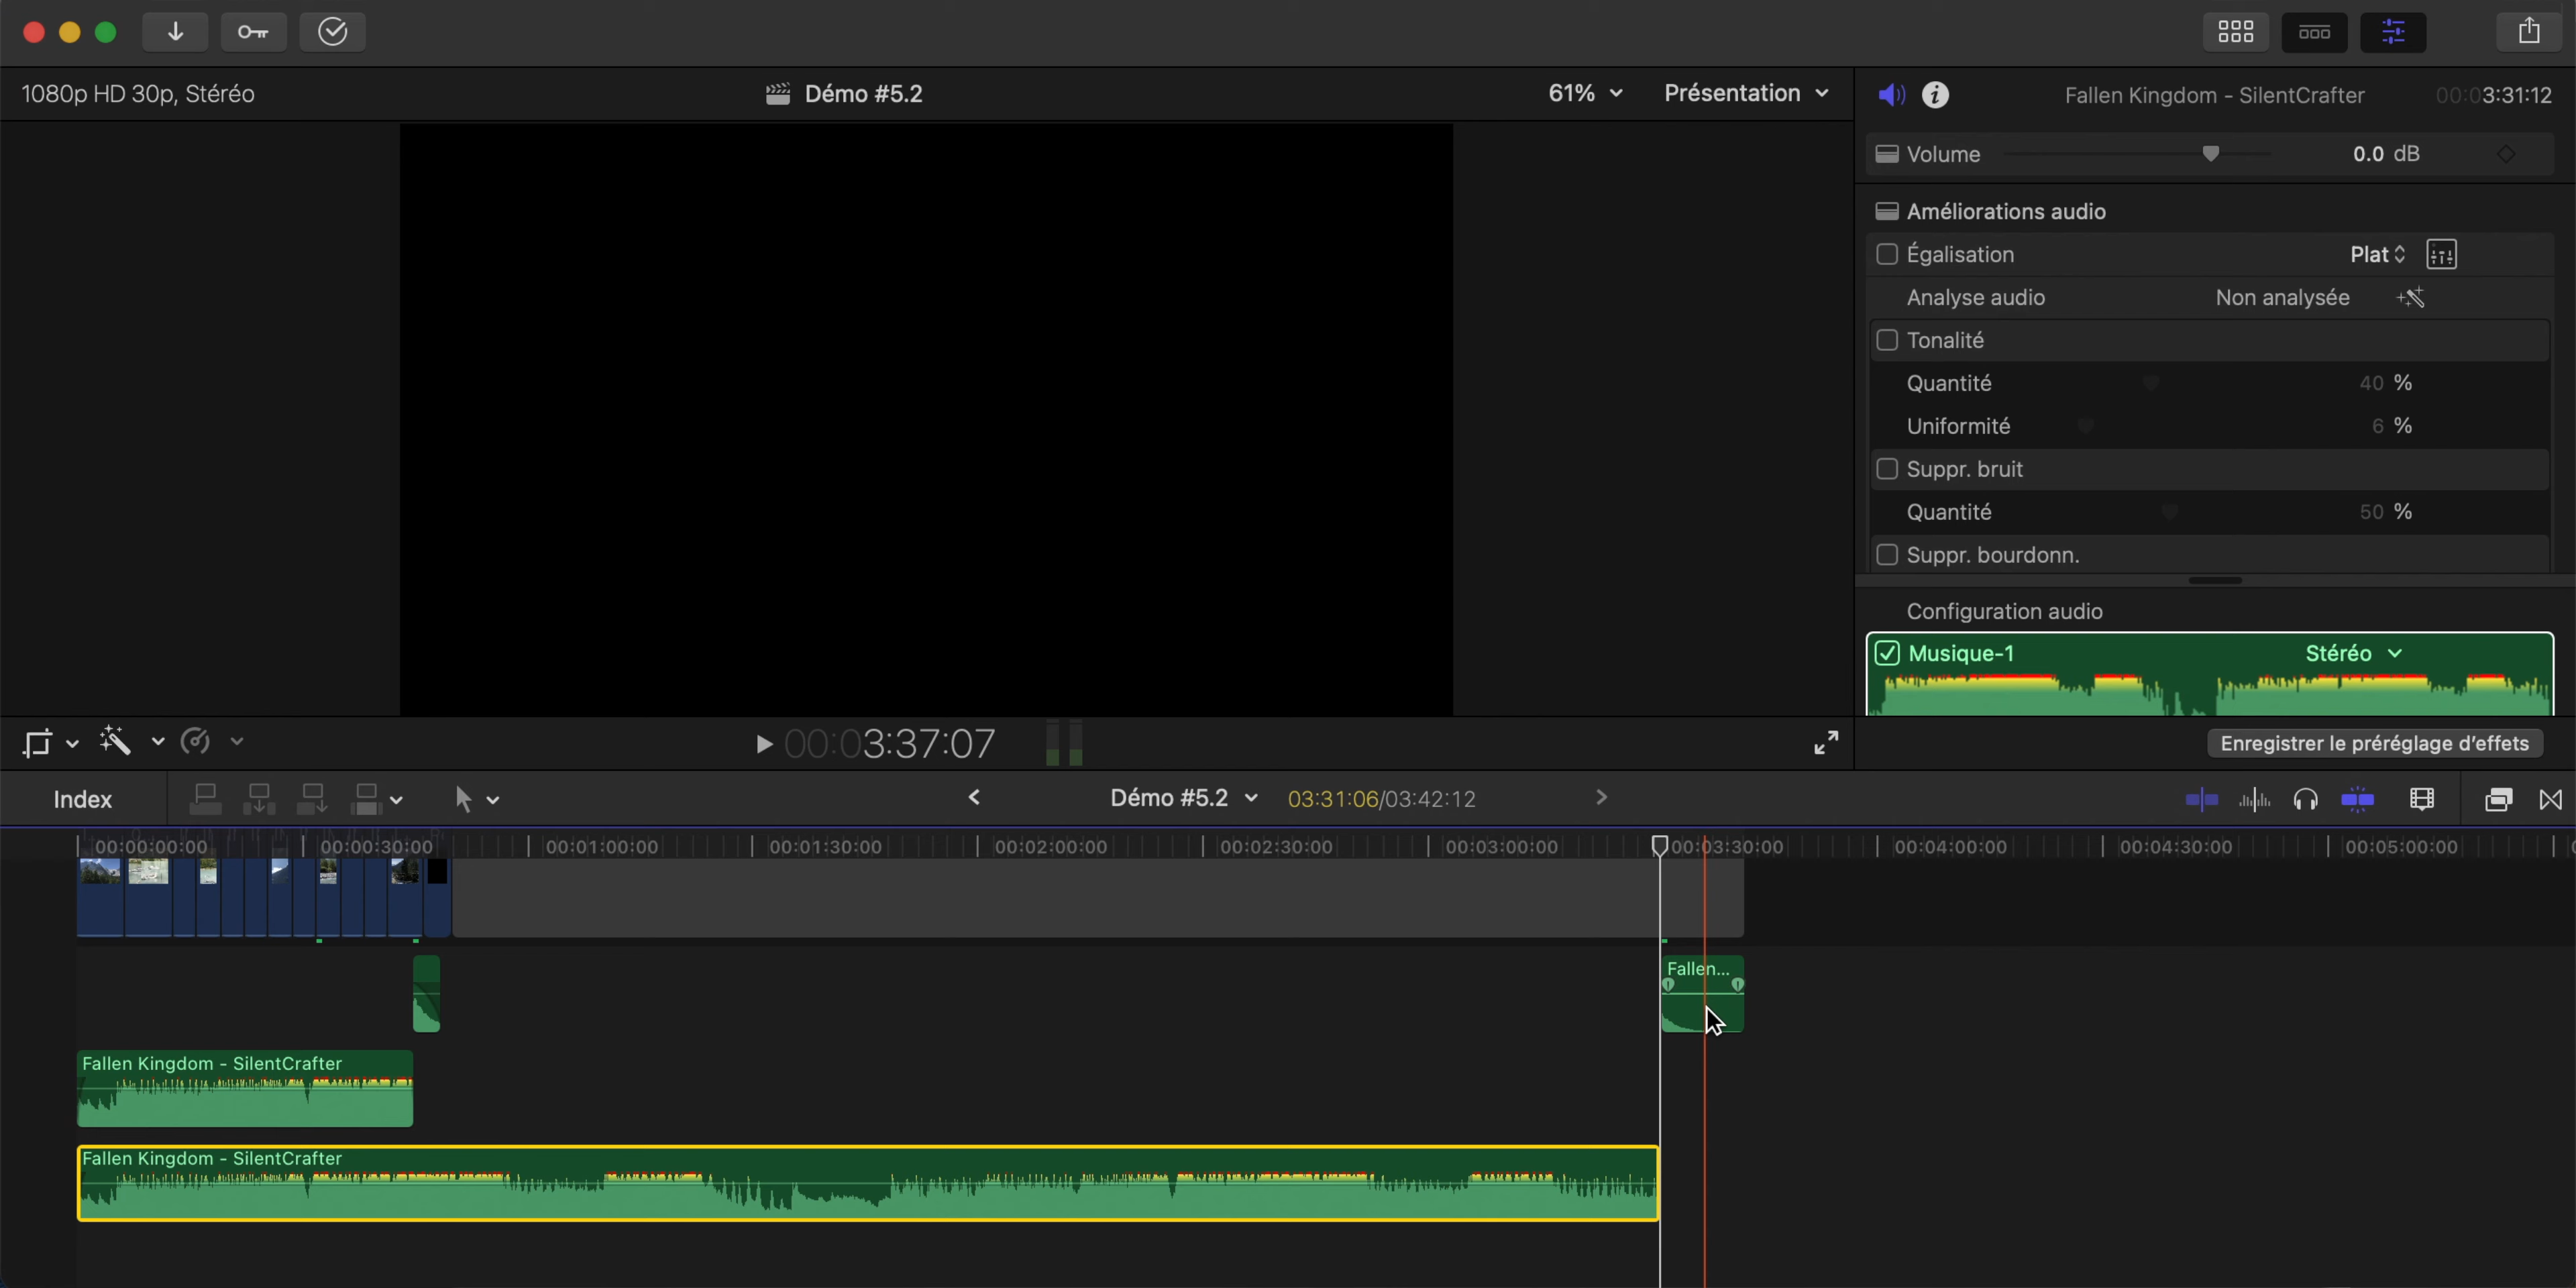 1080p HD 30p, Stéréo
Démo #5.2
61%
Présentation
Fallen Kingdom - SilentCrafter
00:03:31:12
Volume
0.0 dB
Améliorations audio
Égalisation
Plat
Analyse audio
Non analysée
Tonalité
Quantité
40 %
Uniformité
6 %
Suppr. bruit
Quantité
50 %
Suppr. bourdonn.
Configuration audio
Musique-1
Stéréo
00:03:37:07
Enregistrer le préréglage d'effets
Index
Démo #5.2
03:31:06/03:42:12
00:00:00:00
00:00:30:00
00:01:00:00
00:01:30:00
00:02:00:00
00:02:30:00
00:03:00:00
00:03:30:00
00:04:00:00
00:04:30:00
00:05:00:00
Fallen...
Fallen Kingdom - SilentCrafter
Fallen Kingdom - SilentCrafter